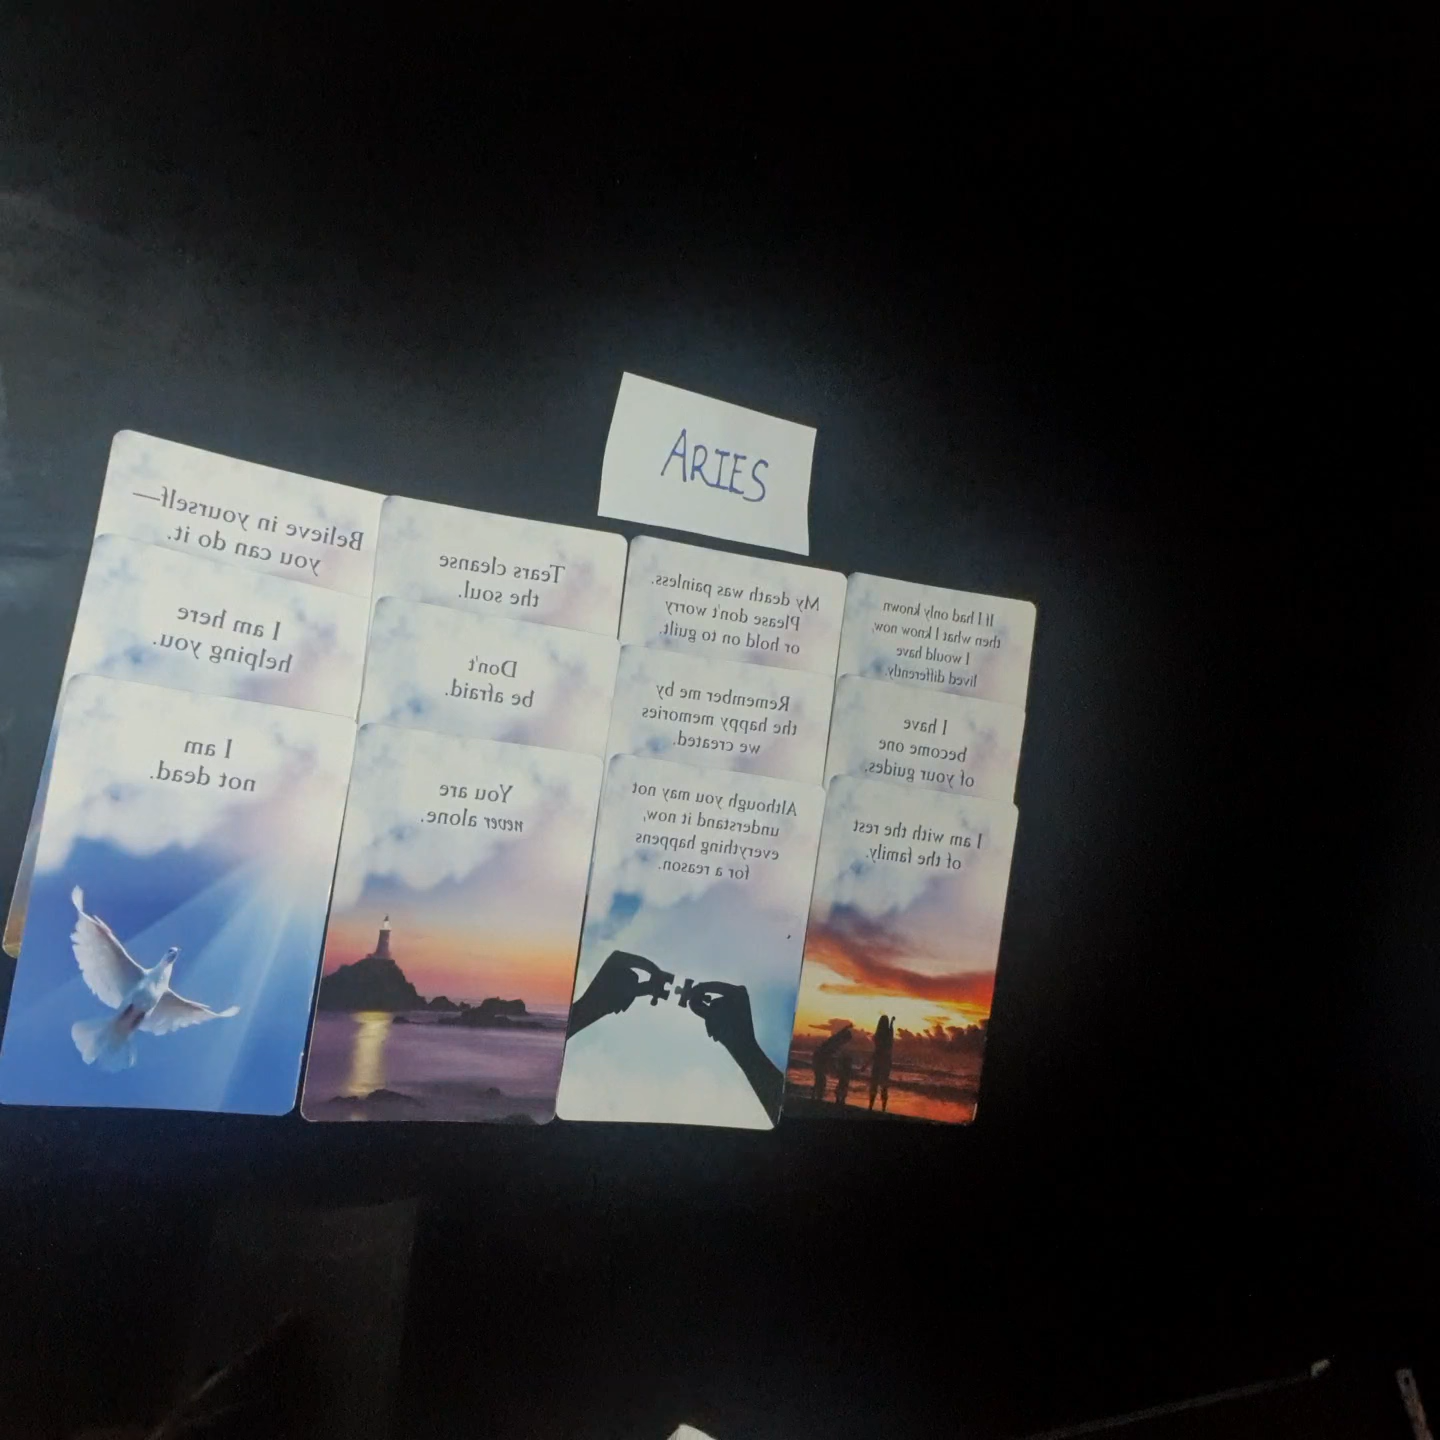 ARIES
Believe in yourself—
you can do it.
I am here
helping you.
I am
not dead.
Tears cleanse
the soul.
Don't
be afraid.
You are
never alone.
My death was painless.
Please don't worry
or hold on to guilt.
Remember me by
the happy memories
we created.
Although you may not
understand it now,
everything happens
for a reason.
If I had only known
then what I know now,
I would have
lived differently.
I have
become one
of your guides.
I am with the rest
of the family.